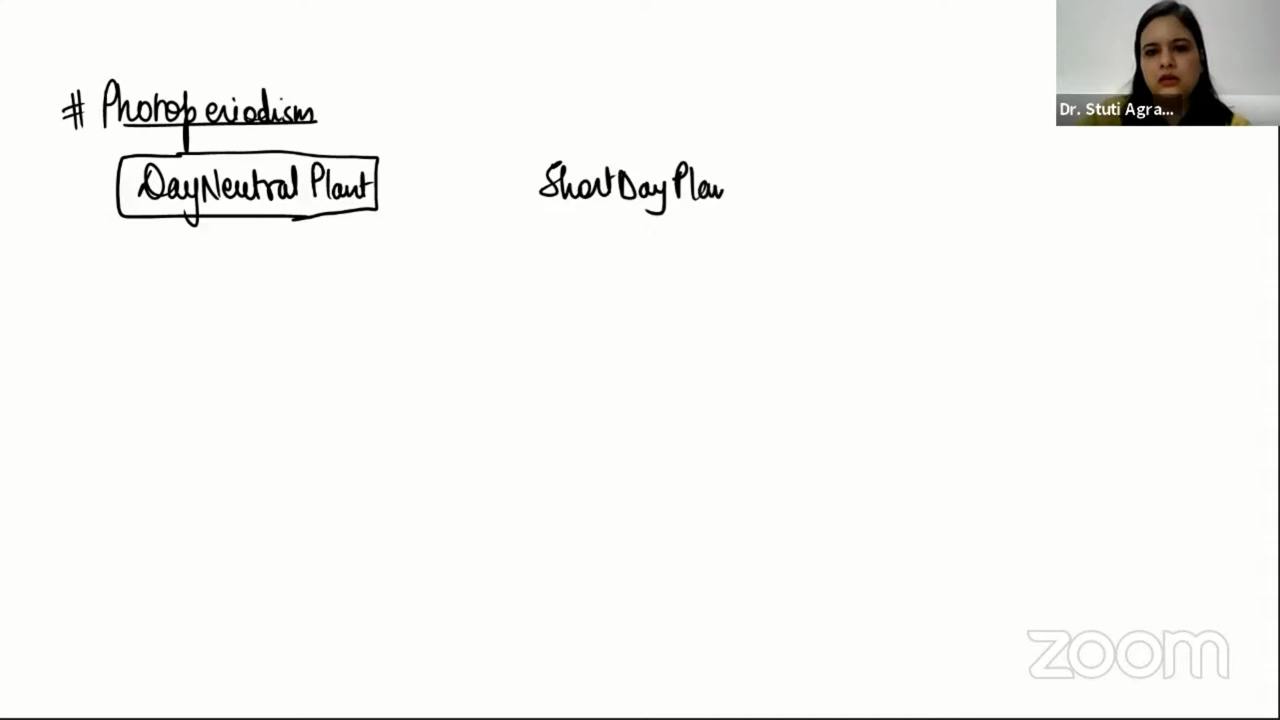 # Photoperiodism
Dr. Stuti Agra...
DayNeutral Plant
ShortDay Plan
zoom